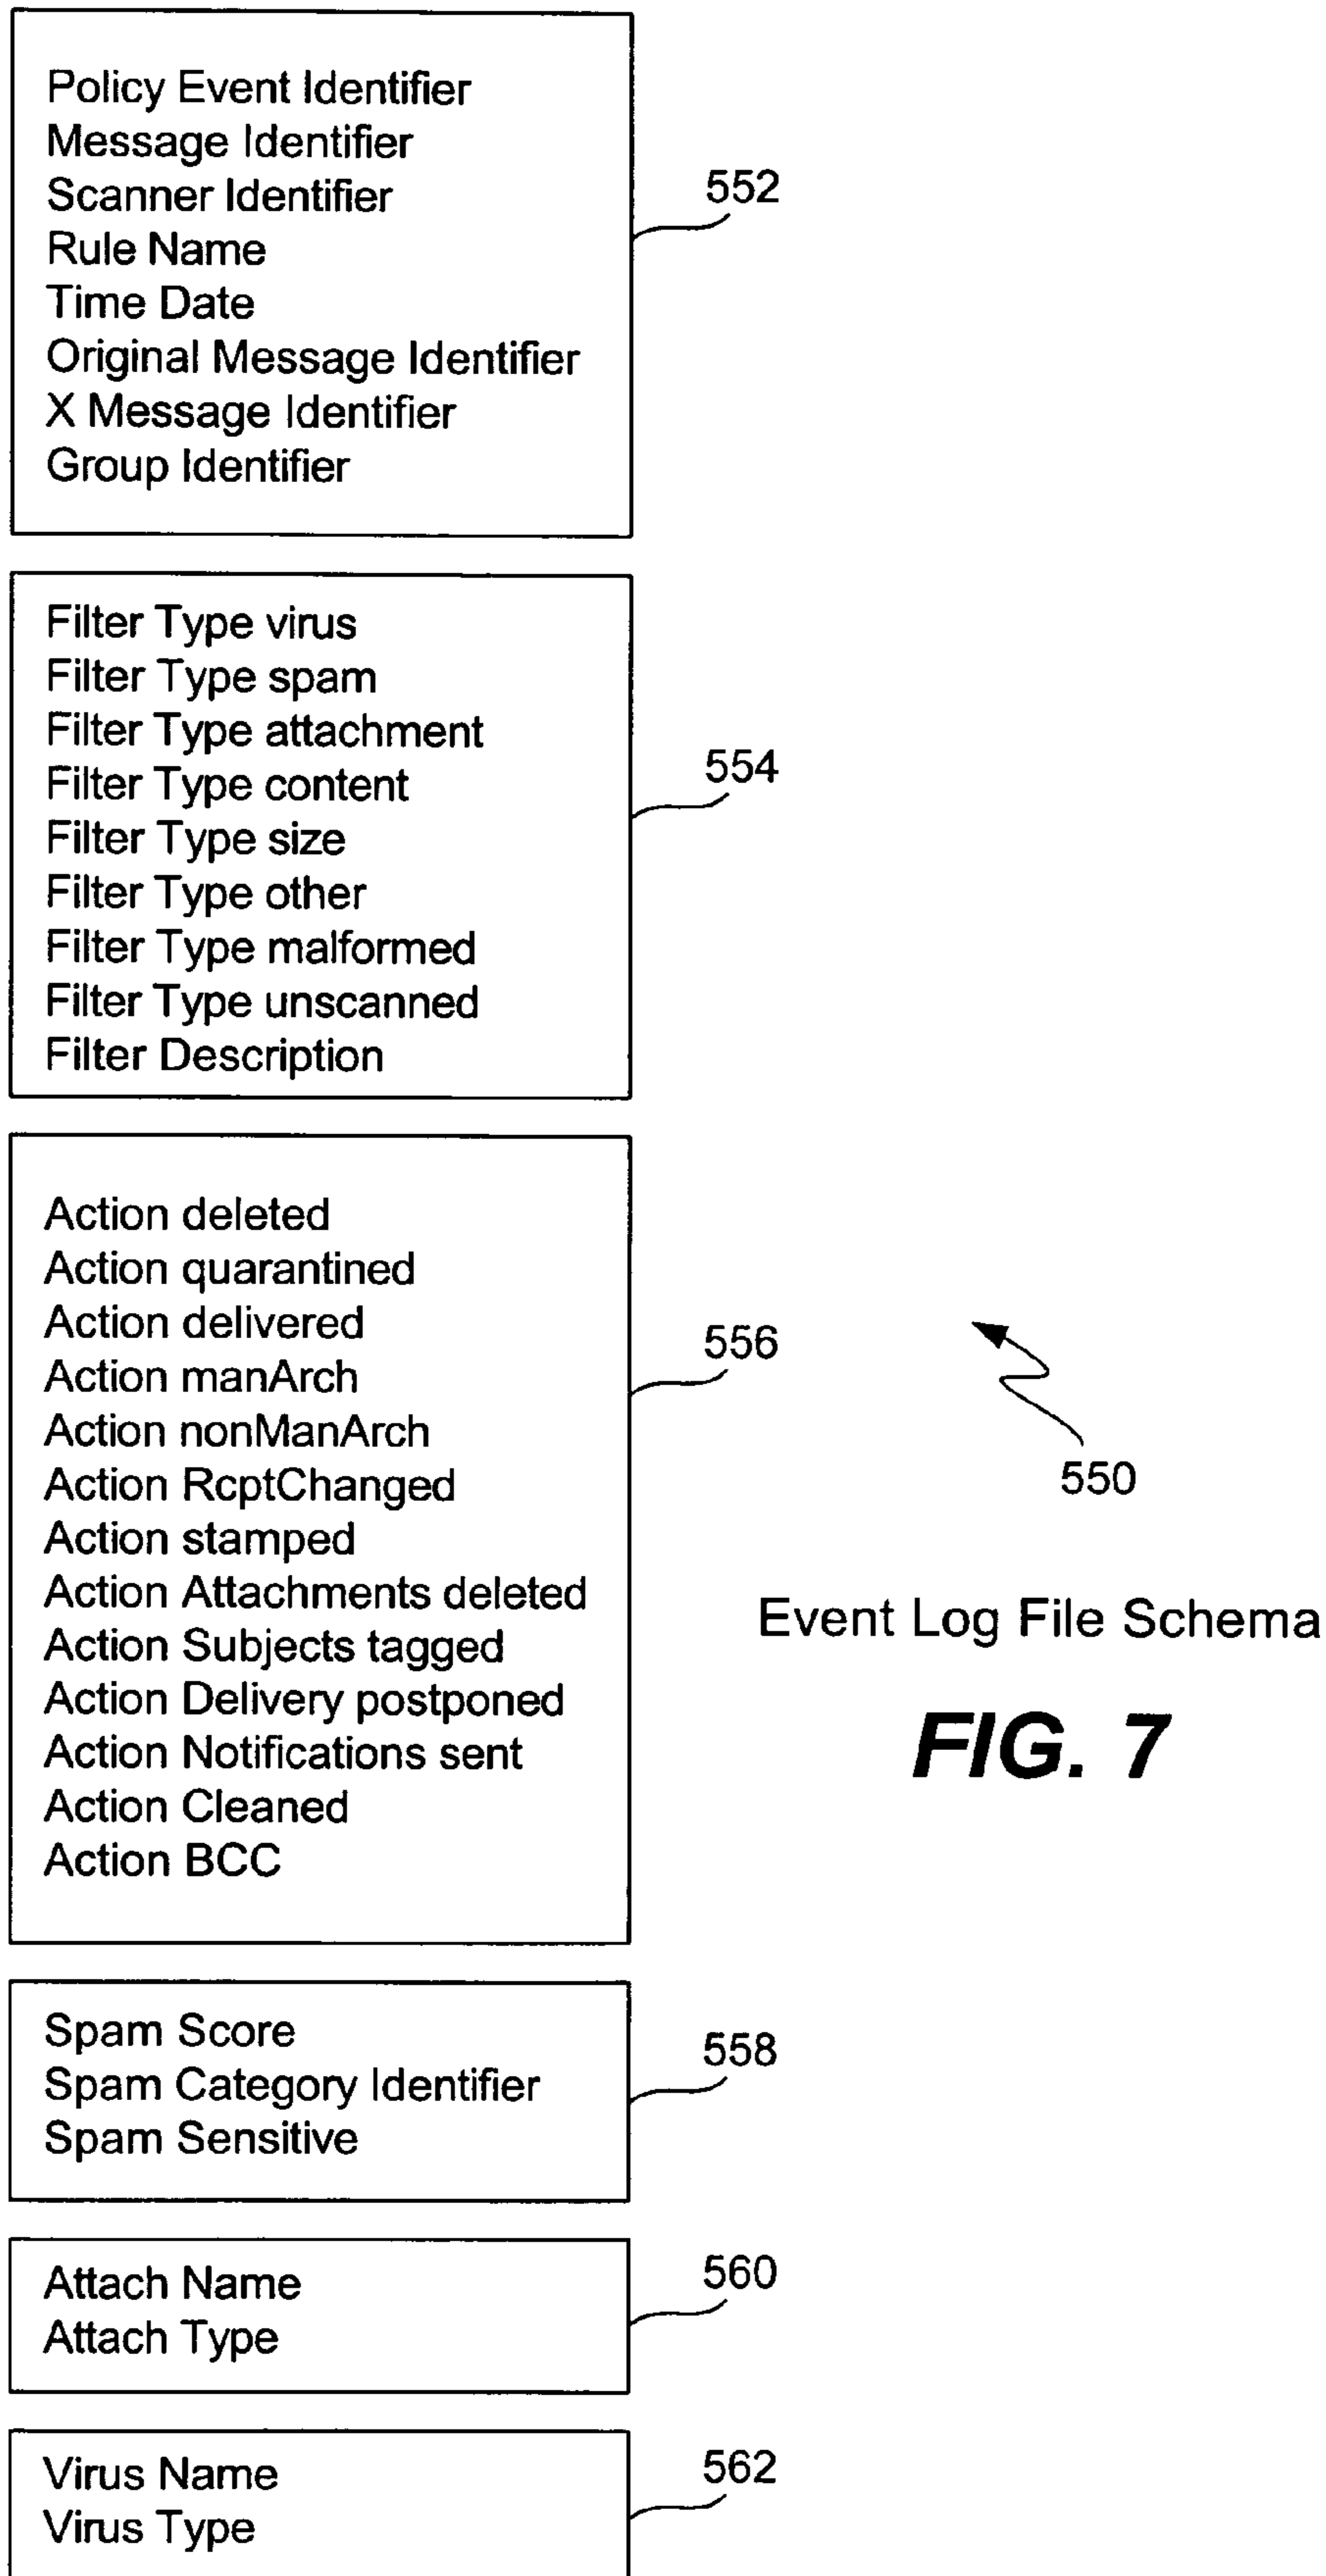 Policy Event Identifier
Message Identifier
Scanner Identifier
Rule Name
Time Date
Original Message Identifier
X Message Identifier
Group Identifier
552
Filter Type virus
Filter Type spam
Filter Type attachment
Filter Type content
Filter Type size
Filter Type other
Filter Type malformed
Filter Type unscanned
Filter Description
554
Action deleted
Action quarantined
Action delivered
Action manArch
Action nonManArch
Action RcptChanged
Action stamped
Action Attachments deleted
Action Subjects tagged
Action Delivery postponed
Action Notifications sent
Action Cleaned
Action BCC
556
550
Event Log File Schema
FIG. 7
Spam Score
Spam Category Identifier
Spam Sensitive
558
Attach Name
Attach Type
560
Virus Name
Virus Type
562